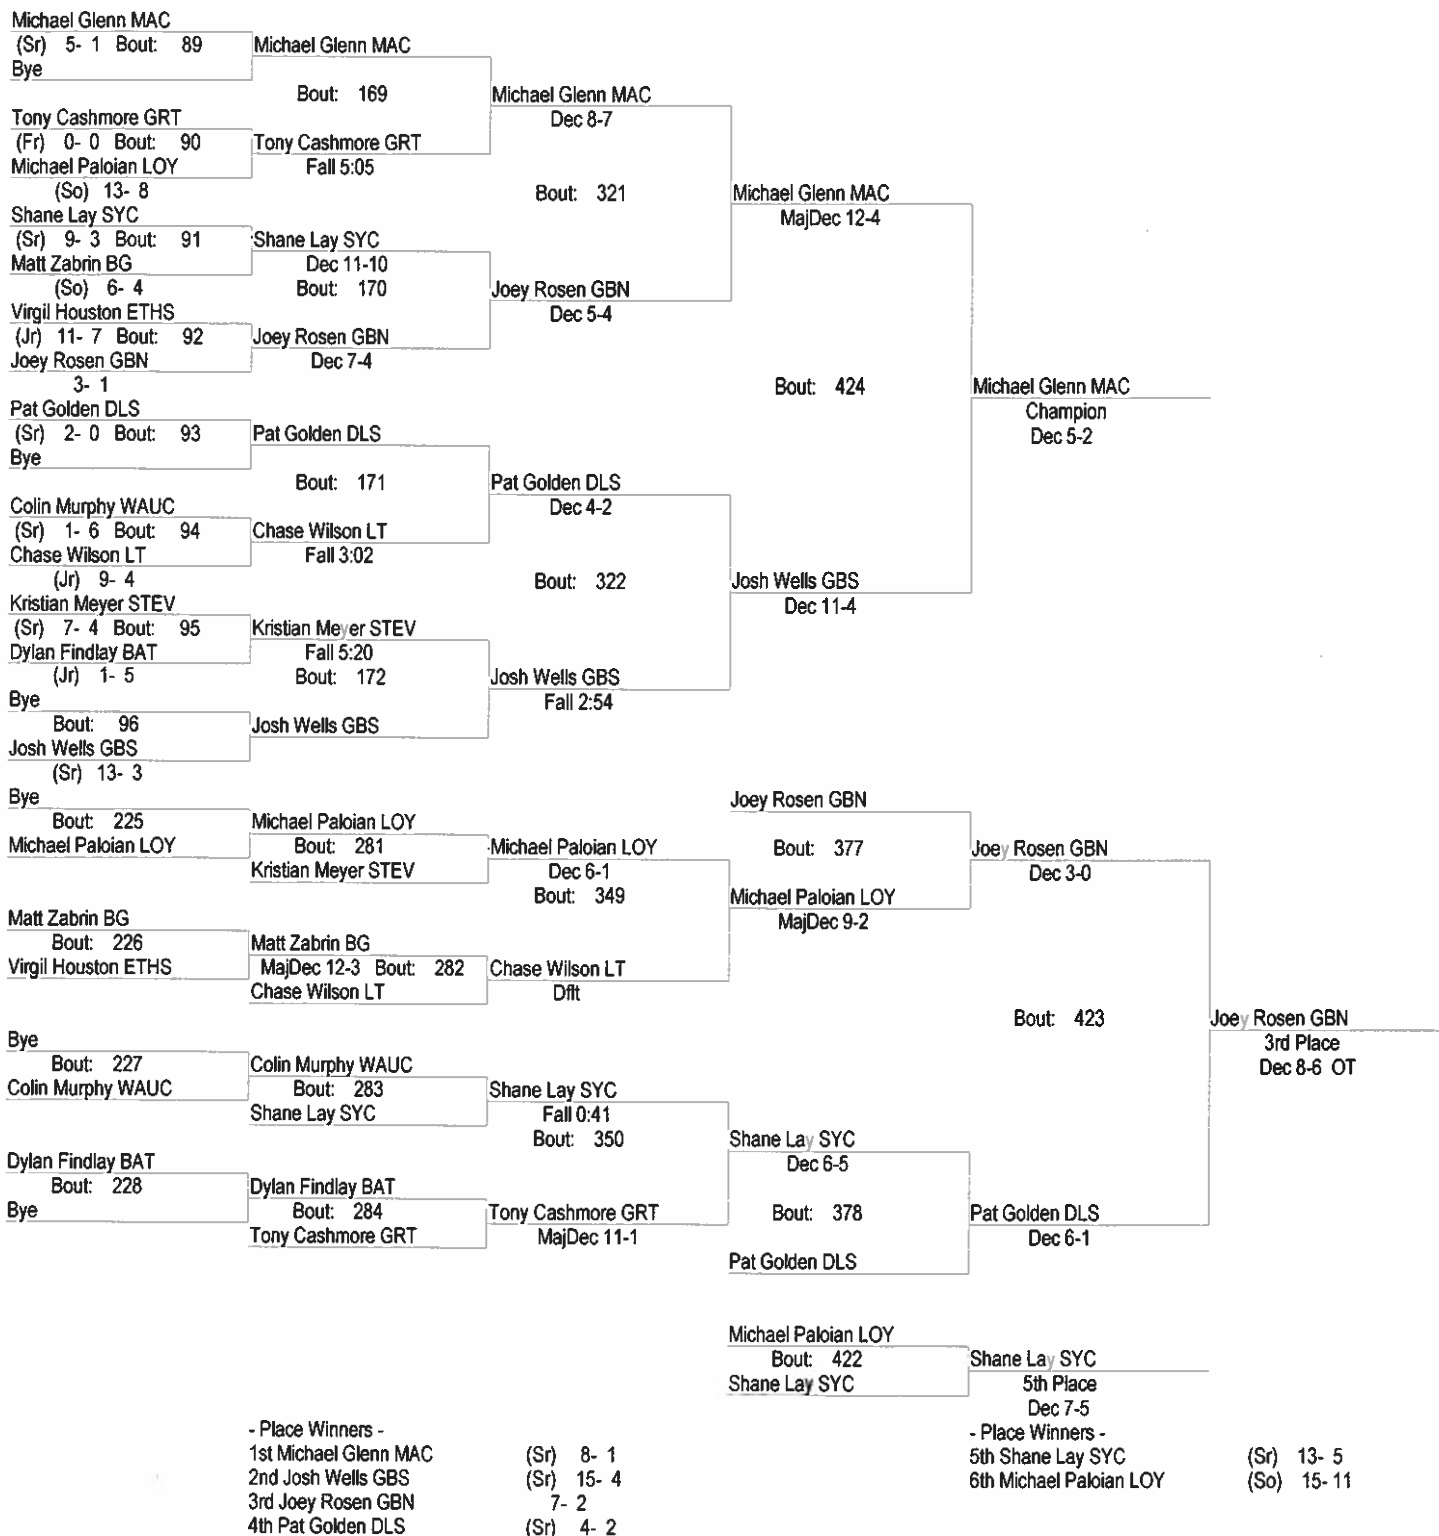 Michael Glenn MAC
(Sr) 5- 1 Bout: 89
Bye
Michael Glenn MAC
Bout: 169
Tony Cashmore GRT
(Fr) 0- 0 Bout: 90
Michael Paloian LOY
(So) 13- 8
Tony Cashmore GRT
Fall 5:05
Michael Glenn MAC
Dec 8-7
Bout: 321
Shane Lay SYC
(Sr) 9- 3 Bout: 91
Matt Zabrin BG
(So) 6- 4
Shane Lay SYC
Dec 11-10
Bout: 170
Virgil Houston ETHS
(Jr) 11- 7 Bout: 92
Joey Rosen GBN
3- 1
Joey Rosen GBN
Dec 7-4
Joey Rosen GBN
Dec 5-4
Michael Glenn MAC
MajDec 12-4
Bout: 424
Michael Glenn MAC
Champion
Dec 5-2
Pat Golden DLS
(Sr) 2- 0 Bout: 93
Bye
Pat Golden DLS
Bout: 171
Colin Murphy WAUC
(Sr) 1- 6 Bout: 94
Chase Wilson LT
(Jr) 9- 4
Chase Wilson LT
Fall 3:02
Pat Golden DLS
Dec 4-2
Bout: 322
Kristian Meyer STEV
(Sr) 7- 4 Bout: 95
Dylan Findlay BAT
(Jr) 1- 5
Kristian Meyer STEV
Fall 5:20
Bout: 172
Bye
Bout: 96
Josh Wells GBS
(Sr) 13- 3
Josh Wells GBS
Josh Wells GBS
Fall 2:54
Josh Wells GBS
Dec 11-4
Bye
Bout: 225
Michael Paloian LOY
Michael Paloian LOY
Bout: 281
Kristian Meyer STEV
Michael Paloian LOY
Dec 6-1
Bout: 349
Matt Zabrin BG
Bout: 226
Virgil Houston ETHS
Matt Zabrin BG
MajDec 12-3 Bout: 282
Chase Wilson LT
Chase Wilson LT
Dflt
Joey Rosen GBN
Bout: 377
Michael Paloian LOY
MajDec 9-2
Joey Rosen GBN
Dec 3-0
Bout: 423
Joey Rosen GBN
3rd Place
Dec 8-6 OT
Bye
Bout: 227
Colin Murphy WAUC
Colin Murphy WAUC
Bout: 283
Shane Lay SYC
Shane Lay SYC
Fall 0:41
Bout: 350
Dylan Findlay BAT
Bout: 228
Bye
Dylan Findlay BAT
Bout: 284
Tony Cashmore GRT
Tony Cashmore GRT
MajDec 11-1
Shane Lay SYC
Dec 6-5
Bout: 378
Pat Golden DLS
Pat Golden DLS
Dec 6-1
Michael Paloian LOY
Bout: 422
Shane Lay SYC
Shane Lay SYC
5th Place
Dec 7-5
- Place Winners -
1st Michael Glenn MAC (Sr) 8- 1
2nd Josh Wells GBS (Sr) 15- 4
3rd Joey Rosen GBN 7- 2
4th Pat Golden DLS (Sr) 4- 2
- Place Winners -
5th Shane Lay SYC (Sr) 13- 5
6th Michael Paloian LOY (So) 15- 11